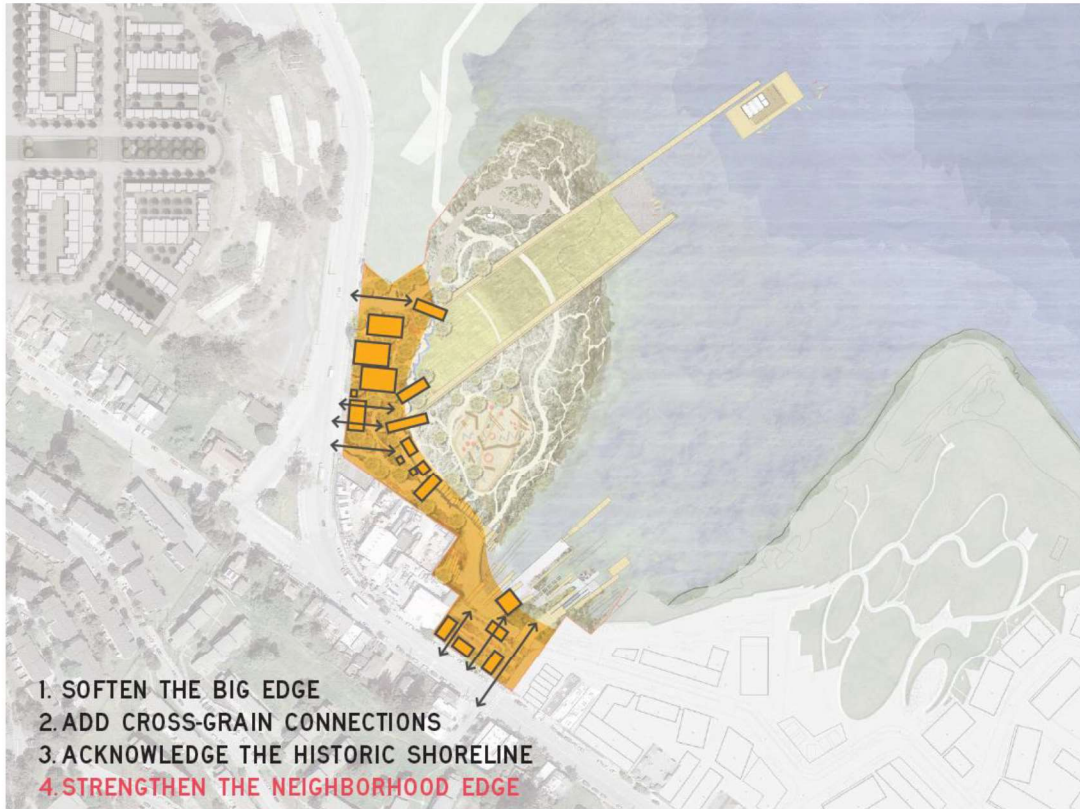 1. SOFTEN THE BIG EDGE
2. ADD CROSS-GRAIN CONNECTIONS
3. ACKNOWLEDGE THE HISTORIC SHORELINE
4. STRENGTHEN THE NEIGHBORHOOD EDGE